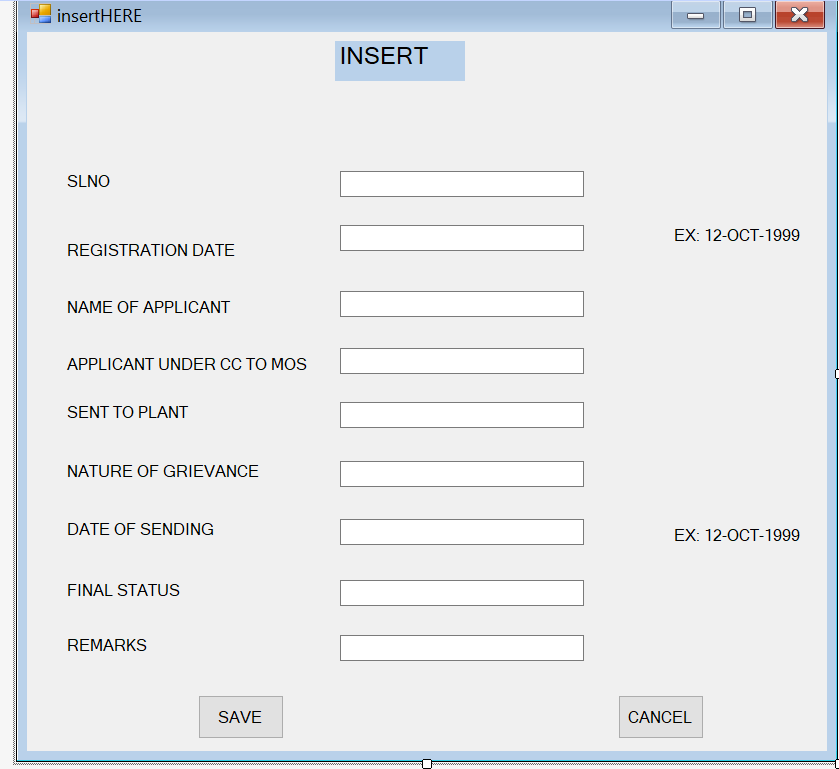 insertHERE
INSERT
SLNO
REGISTRATION DATE
EX: 12-OCT-1999
NAME OF APPLICANT
APPLICANT UNDER CC TO MOS
SENT TO PLANT
NATURE OF GRIEVANCE
DATE OF SENDING
EX: 12-OCT-1999
FINAL STATUS
REMARKS
SAVE
CANCEL